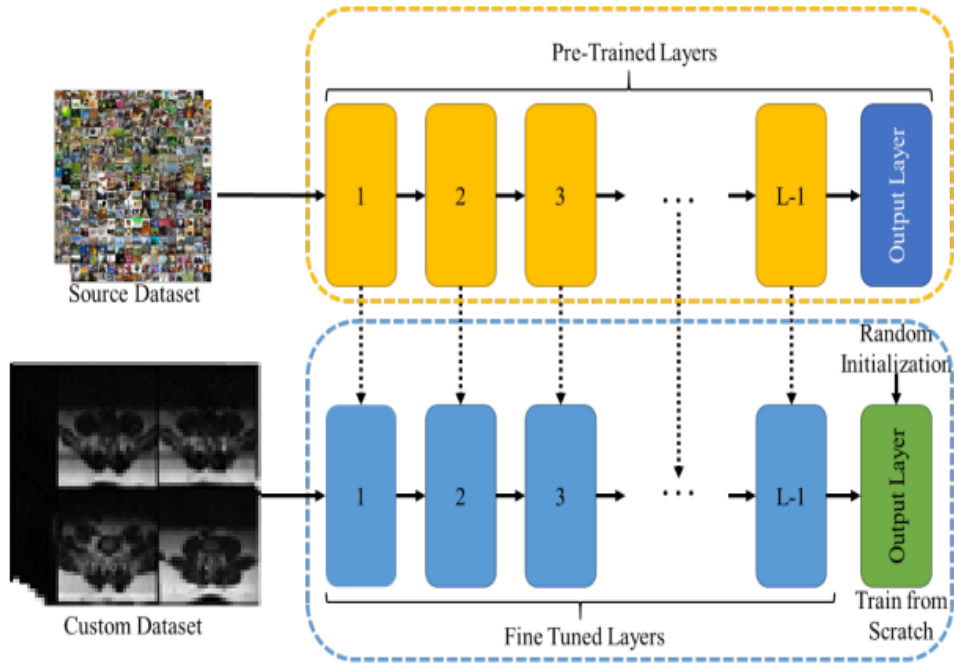 Pre-Trained Layers
1
2
3
...
L-1
Output Layer
Source Dataset
Random
Initialization
1
2
3
...
L-1
Output Layer
Custom Dataset
Fine Tuned Layers
Train from
Scratch